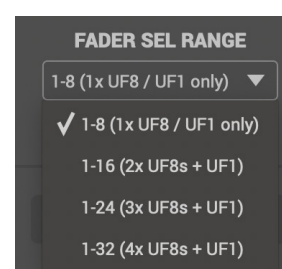 FADER SEL RANGE
1-8 (1x UF8 / UF1 only)
1-8 (1x UF8 / UF1 only)
1-16 (2x UF8s + UF1)
1-24 (3x UF8s + UF1)
1-32 (4x UF8s + UF1)